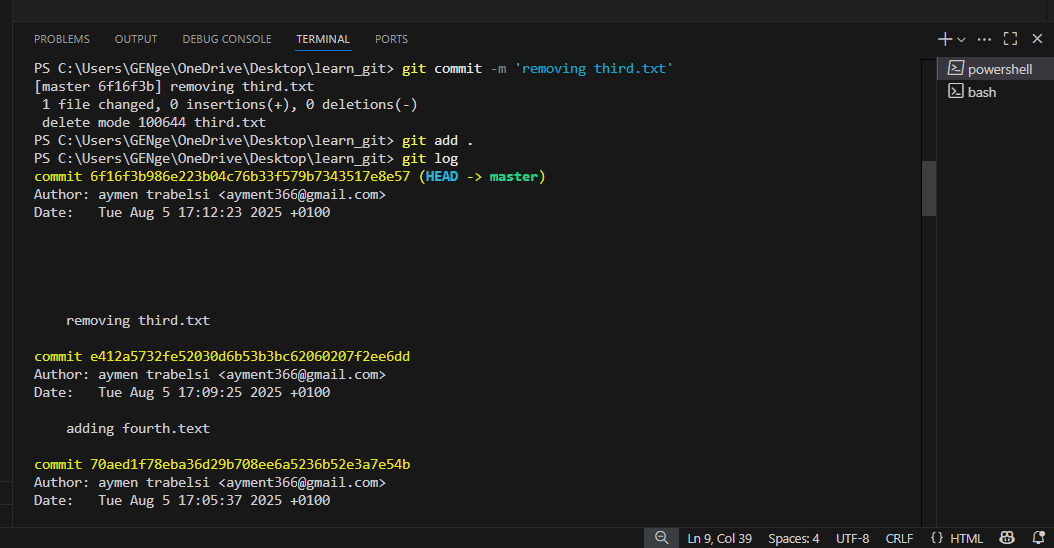 PROBLEMS OUTPUT DEBUG CONSOLE TERMINAL PORTS
PS C:\Users\GENge\OneDrive\Desktop\learn_git> git commit -m 'removing third.txt'
[master 6f16f3b] removing third.txt
1 file changed, 0 insertions(+), 0 deletions(-)
delete mode 100644 third.txt
PS C:\Users\GENge\OneDrive\Desktop\learn_git> git add .
PS C:\Users\GENge\OneDrive\Desktop\learn_git> git log
commit 6f16f3b986e223b04c76b33f579b7343517e8e57 (HEAD -> master)
Author: aymen trabelsi <ayment366@gmail.com>
Date:   Tue Aug 5 17:12:23 2025 +0100
removing third.txt
commit e412a5732fe52030d6b53b3bc62060207f2ee6dd
Author: aymen trabelsi <ayment366@gmail.com>
Date:   Tue Aug 5 17:09:25 2025 +0100
adding fourth.text
commit 70aed1f78eba36d29b708ee6a5236b52e3a7e54b
Author: aymen trabelsi <ayment366@gmail.com>
Date:   Tue Aug 5 17:05:37 2025 +0100
powershell
bash
Ln 9, Col 39 Spaces: 4 UTF-8 CRLF {} HTML